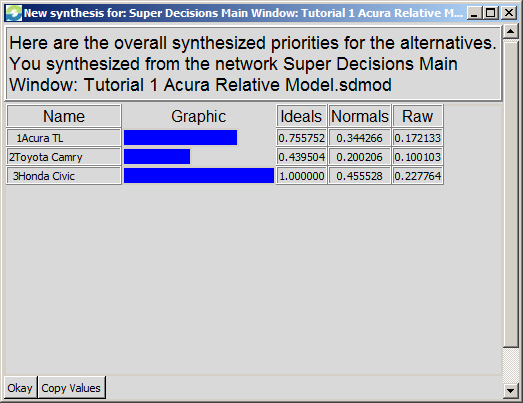 New synthesis for: Super Decisions Main Window: Tutorial 1 Acura Relative M...
Here are the overall synthesized priorities for the alternatives.
You synthesized from the network Super Decisions Main
Window: Tutorial 1 Acura Relative Model.sdmod
Name Graphic Ideals Normals Raw
1Acura TL 0.755752 0.344266 0.172133
2Toyota Camry 0.439504 0.200206 0.100103
3Honda Civic 1.000000 0.455528 0.227764
Okay Copy Values